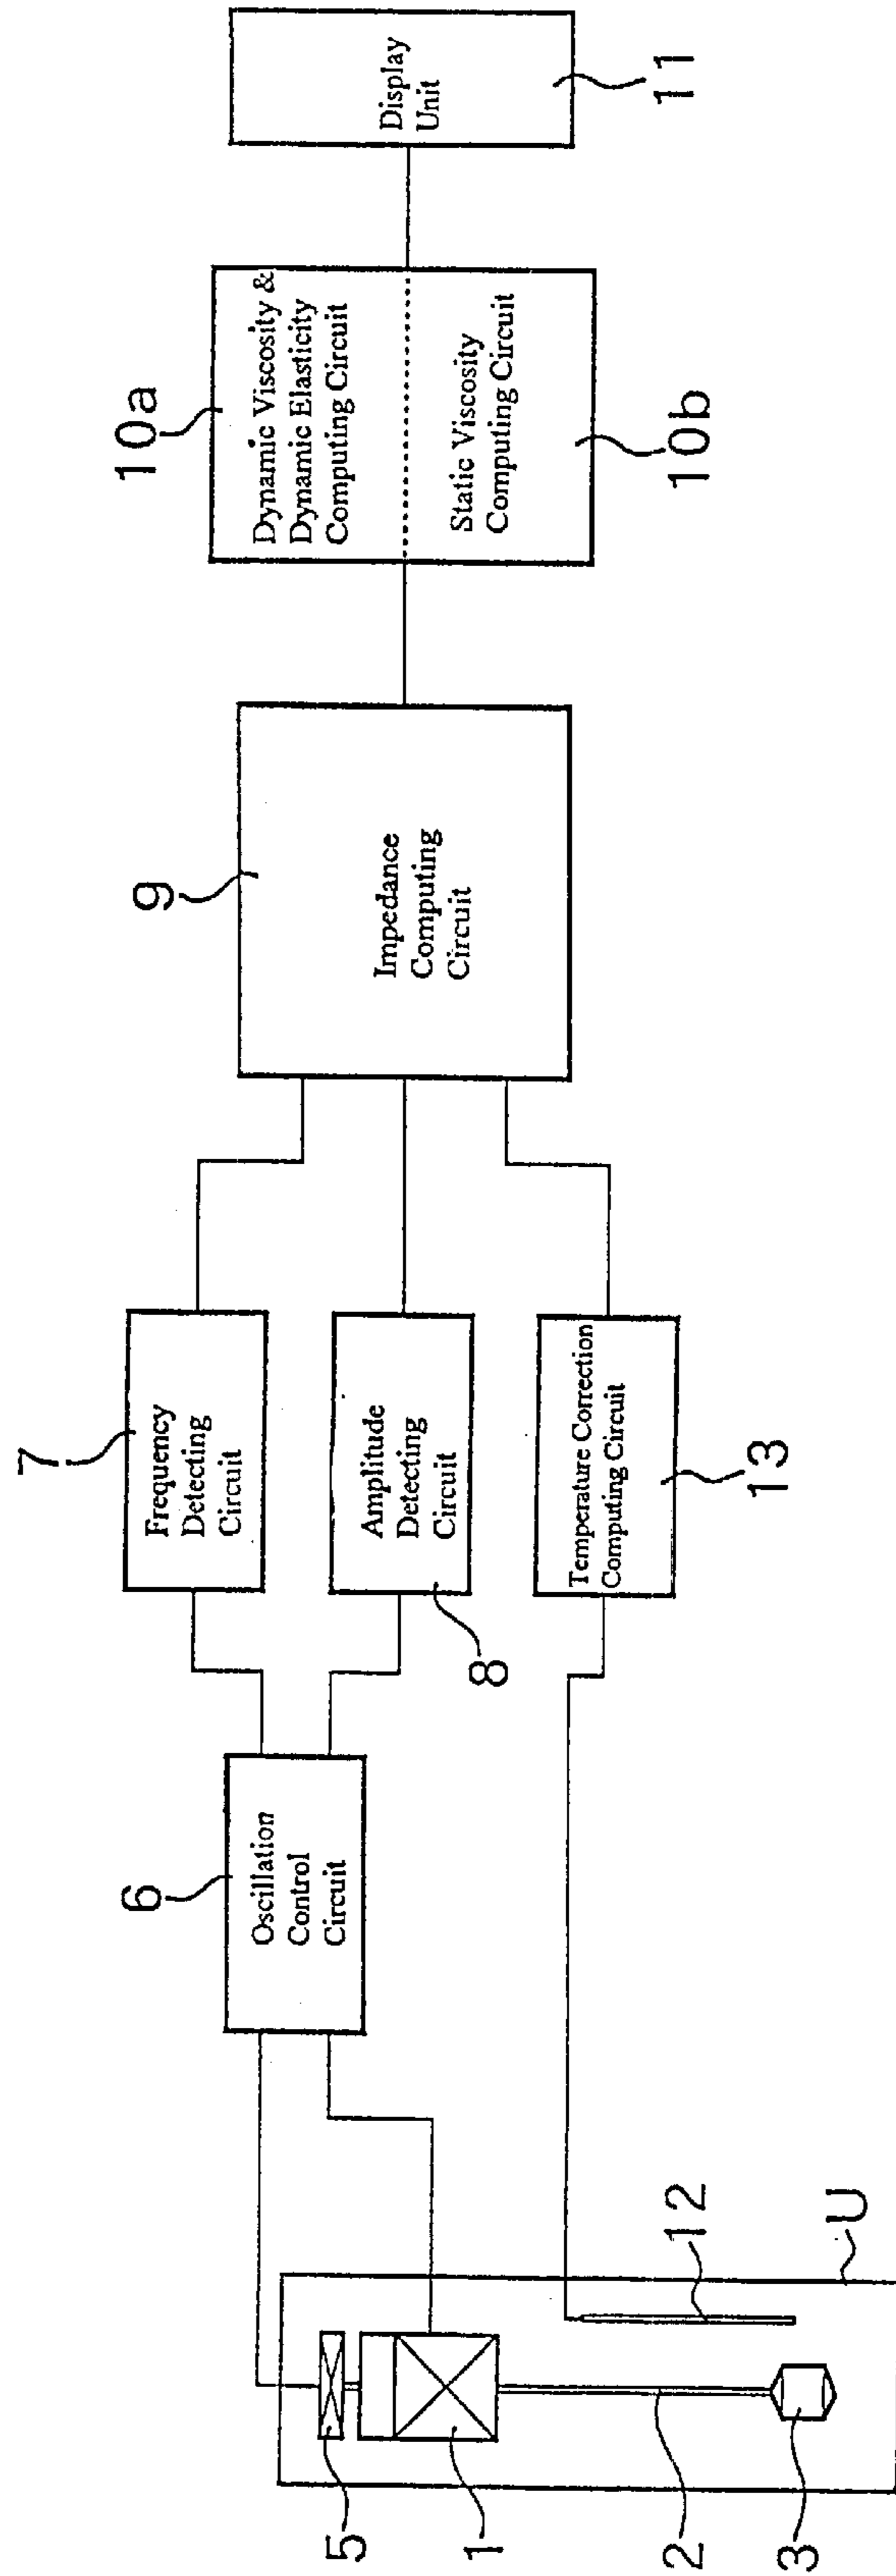 5
1
2
3
12
U
6
Oscillation
Control
Circuit
7
Frequency
Detecting
Circuit
Amplitude
Detecting
Circuit
8
Temperature Correction
Computing Circuit
13
9
Impedance
Computing
Circuit
10a
Dynamic Viscosity &
Dynamic Elasticity
Computing Circuit
Static Viscosity
Computing Circuit
10b
Display
Unit
11